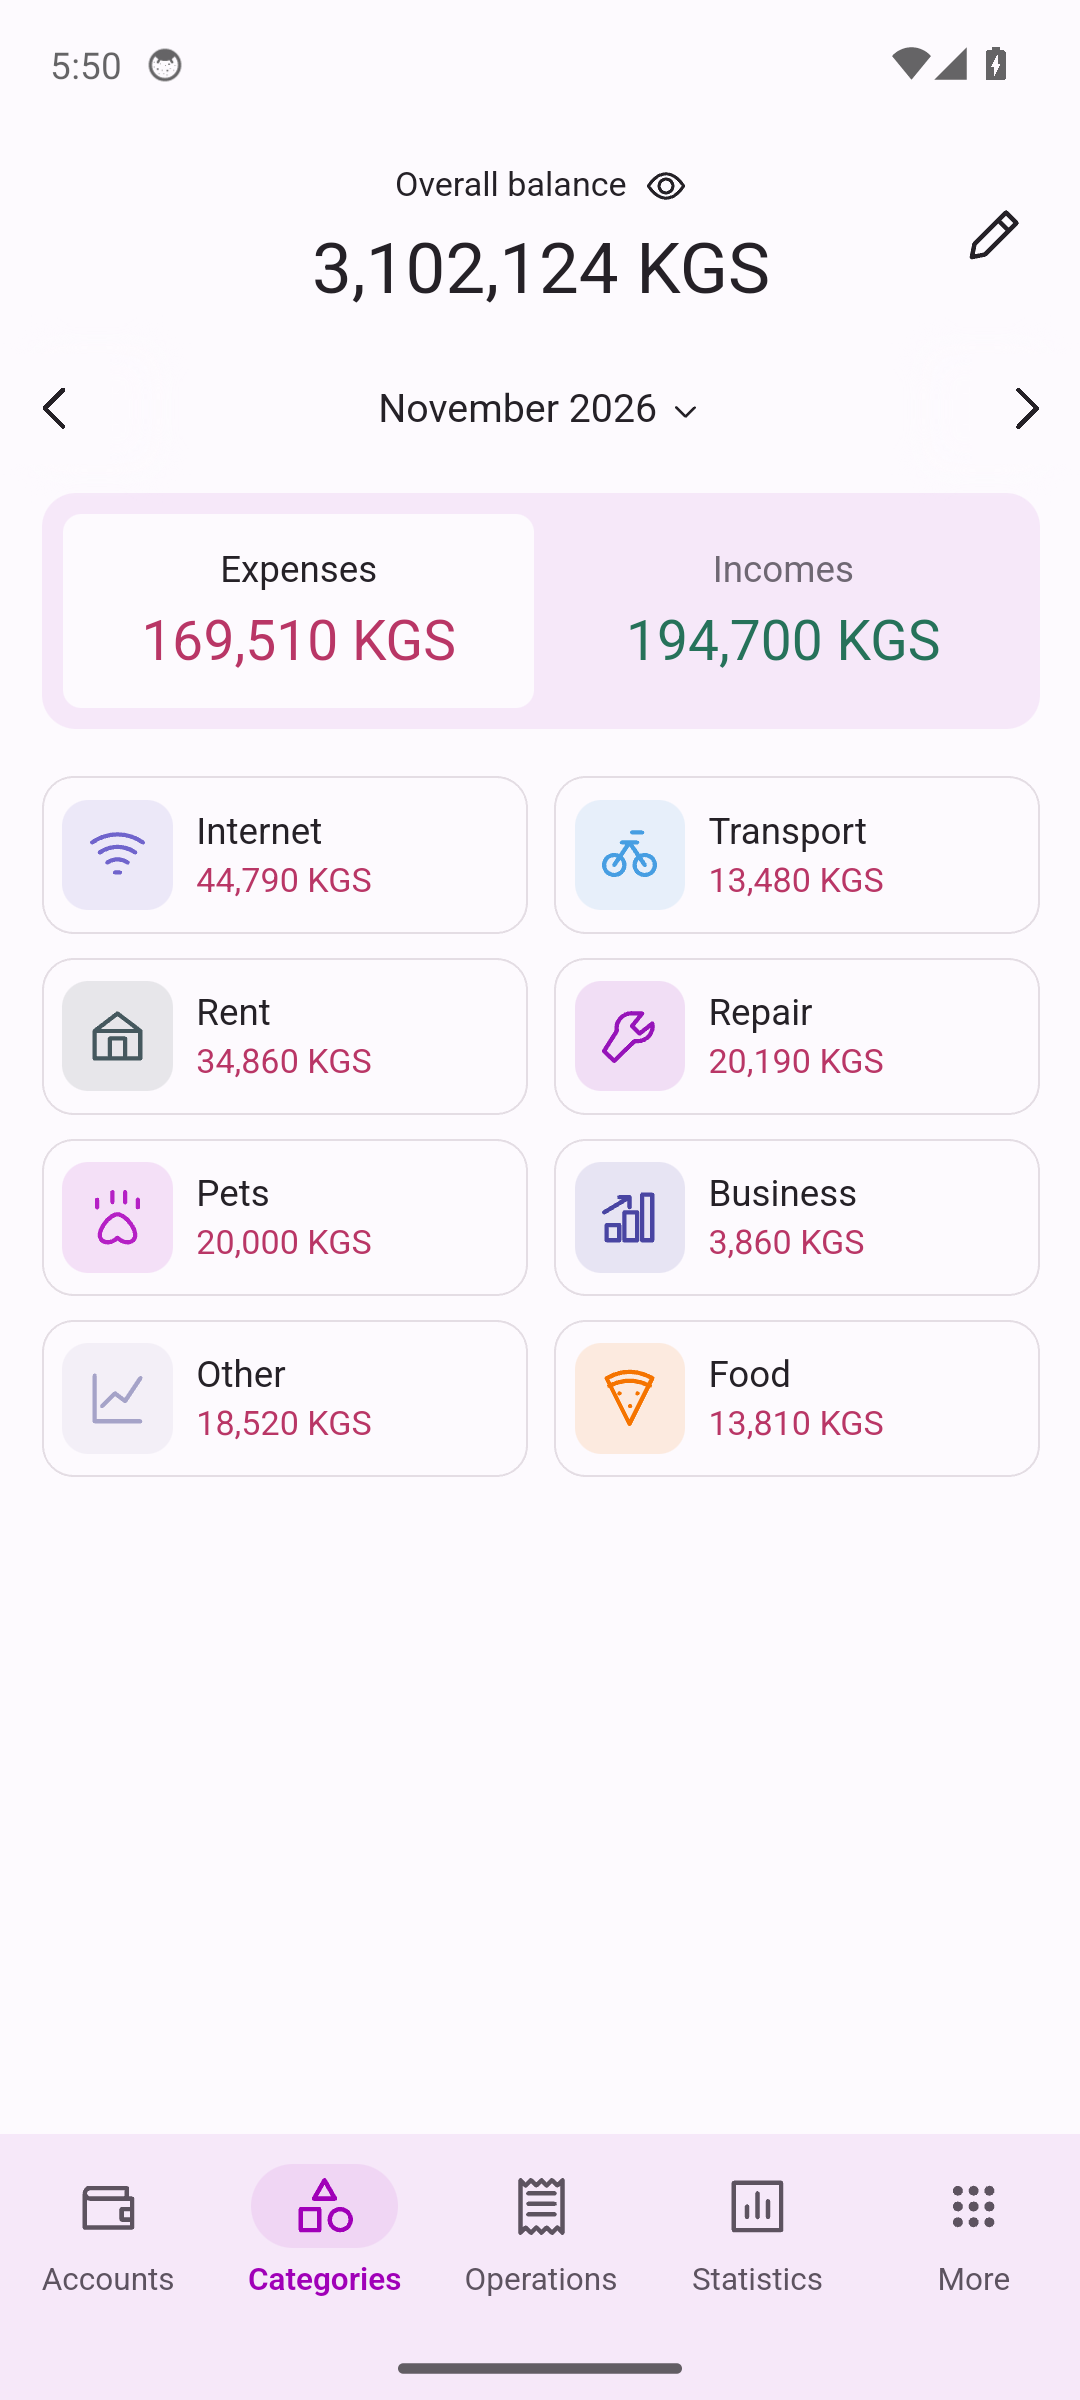 5:50
Overall balance
3,102,124 KGS
November 2026
Expenses
169,510 KGS
Incomes
194,700 KGS
Internet
44,790 KGS
Transport
13,480 KGS
Rent
34,860 KGS
Repair
20,190 KGS
Pets
20,000 KGS
Business
3,860 KGS
Other
18,520 KGS
Food
13,810 KGS
Accounts
Categories
Operations
Statistics
More